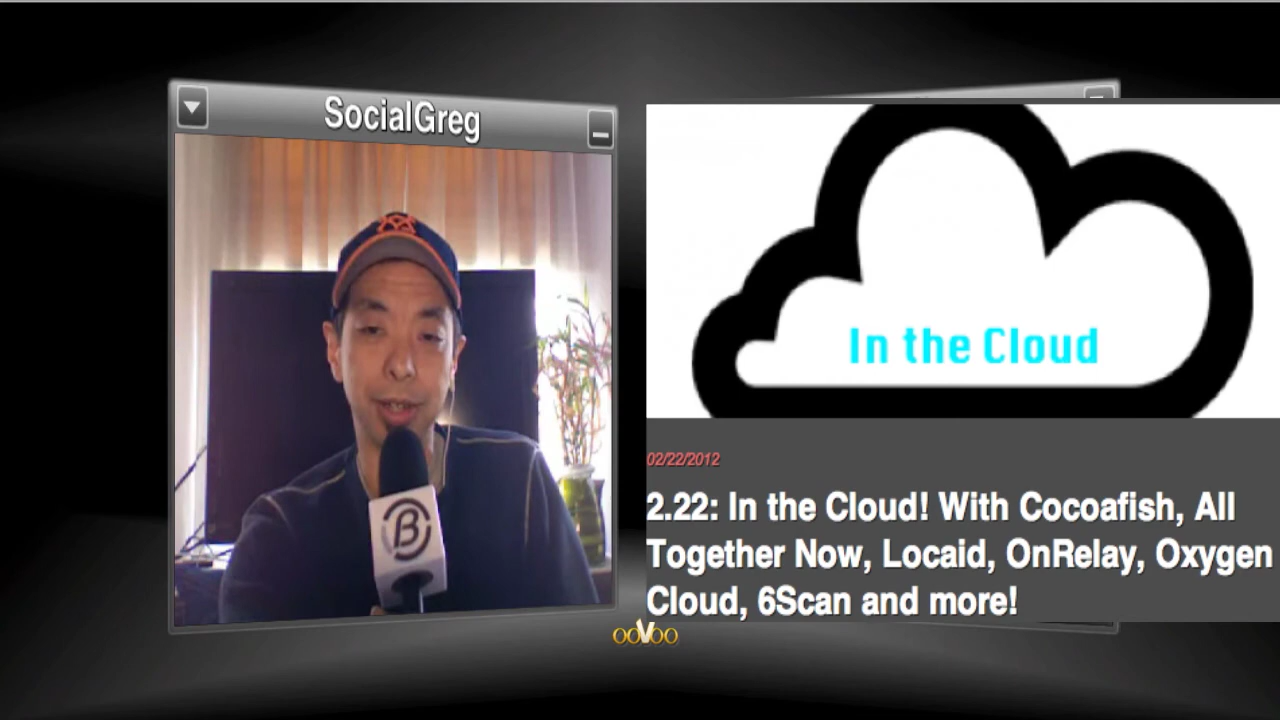 SocialGreg
In the Cloud
02/22/2012
2.22: In the Cloud! With Cocoafish, All
Together Now, Locaid, OnRelay, Oxygen
Cloud, 6Scan and more!
ooVoo
B